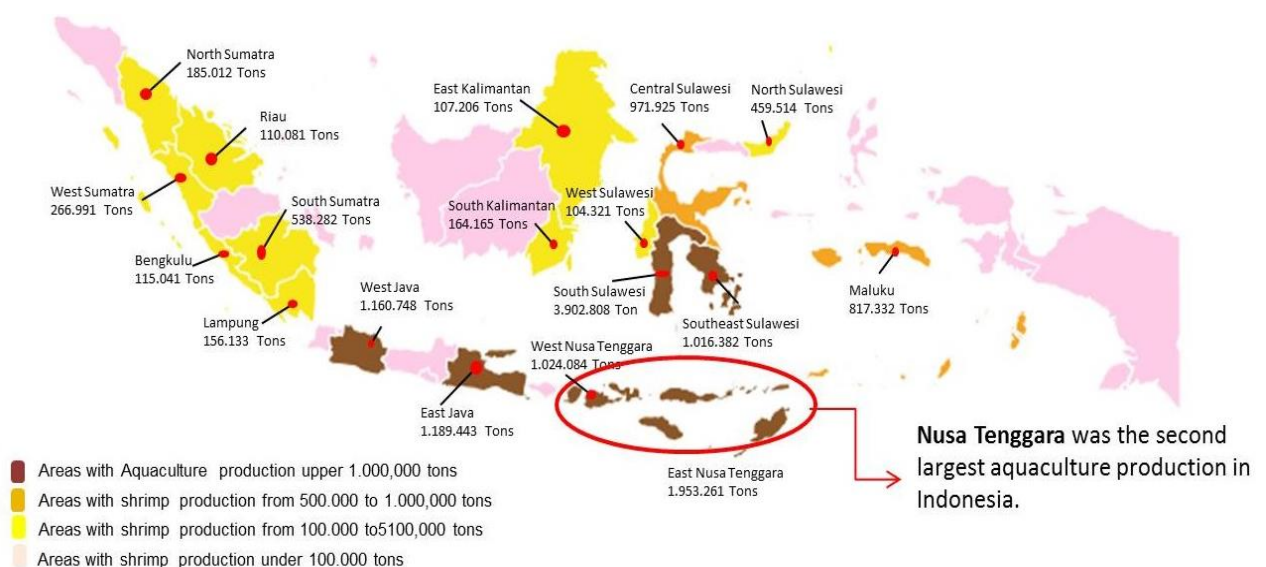 North Sumatra
185.012 Tons
Riau
110.081 Tons
West Sumatra
266.991 Tons
South Sumatra
538.282 Tons
Bengkulu
115.041 Tons
Lampung
156.133 Tons
West Java
1.160.748 Tons
East Java
1.189.443 Tons
East Kalimantan
107.206 Tons
South Kalimantan
164.165 Tons
Central Sulawesi
971.925 Tons
North Sulawesi
459.514 Tons
West Sulawesi
104.321 Tons
South Sulawesi
3.902.808 Ton
Southeast Sulawesi
1.016.382 Tons
Maluku
817.332 Tons
West Nusa Tenggara
1.024.084 Tons
East Nusa Tenggara
1.953.261 Tons
Nusa Tenggara was the second
largest aquaculture production in
Indonesia.
Areas with Aquaculture production upper 1.000,000 tons
Areas with shrimp production from 500.000 to 1.000,000 tons
Areas with shrimp production from 100.000 to5100,000 tons
Areas with shrimp production under 100.000 tons